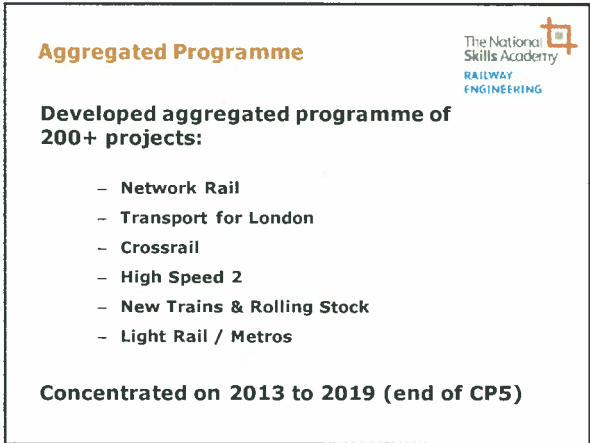 Aggregated Programme
The National
Skills Academy
RAILWAY
ENGINEERING
Developed aggregated programme of
200+ projects:
– Network Rail
– Transport for London
– Crossrail
– High Speed 2
– New Trains & Rolling Stock
– Light Rail / Metros
Concentrated on 2013 to 2019 (end of CP5)